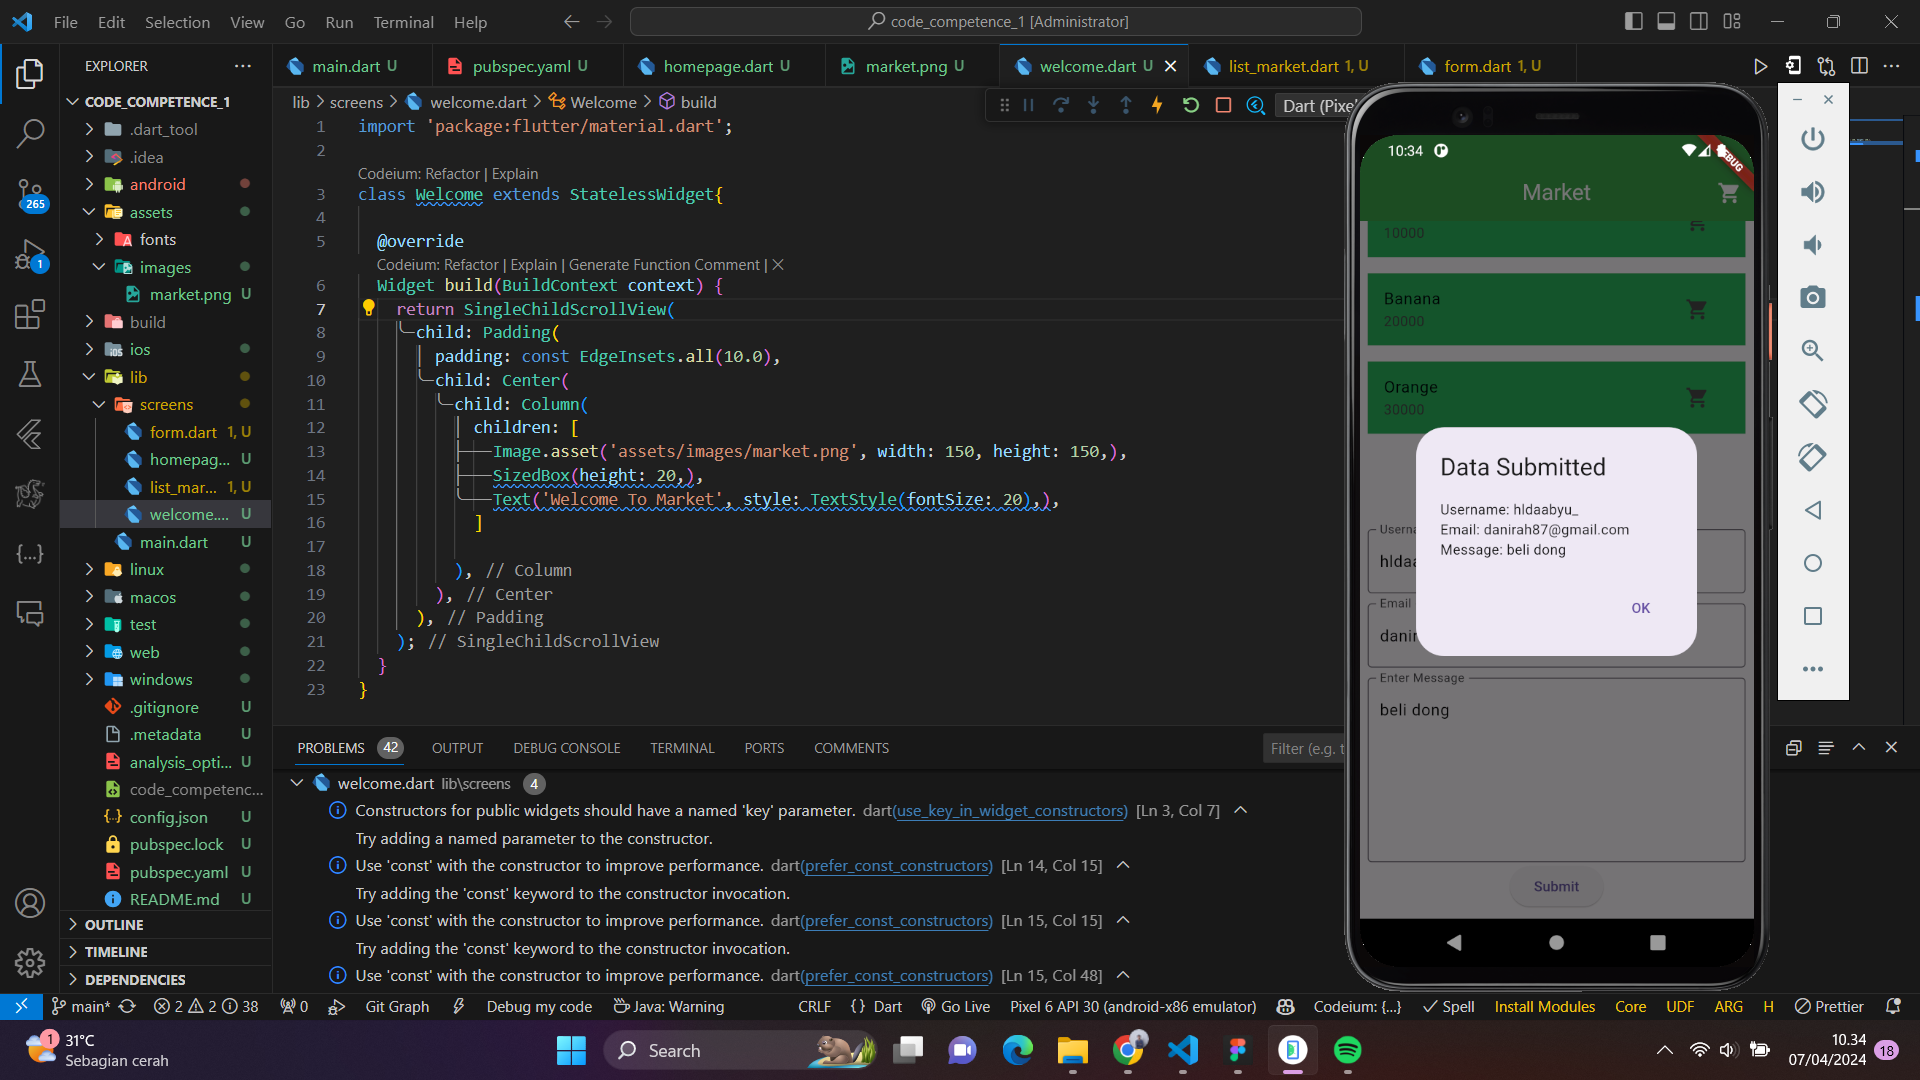 File Edit Selection View Go Run Terminal Help
code_competence_1 [Administrator]
EXPLORER
main.dart U
pubspec.yaml U
homepage.dart U
market.png U
welcome.dart U
list_market.dart 1, U
form.dart 1, U
CODE_COMPETENCE_1
.dart_tool
.idea
android
assets
fonts
images
market.png U
build
ios
lib
screens
form.dart 1, U
homepag... U
list_mar... 1, U
welcome.... U
main.dart U
linux
macos
test
web
windows
.gitignore U
.metadata U
analysis_opti... U
code_competenc...
config.json U
pubspec.lock U
pubspec.yaml U
README.md U
OUTLINE
TIMELINE
DEPENDENCIES
265
1
lib > screens > welcome.dart > Welcome > build
Dart (Pixel
1 import 'package:flutter/material.dart';
2
Codeium: Refactor | Explain
3 class Welcome extends StatelessWidget{
4
5 @override
Codeium: Refactor | Explain | Generate Function Comment | X
6 Widget build(BuildContext context) {
7 return SingleChildScrollView(
8 child: Padding(
9 padding: const EdgeInsets.all(10.0),
10 child: Center(
11 child: Column(
12 children: [
13 Image.asset('assets/images/market.png', width: 150, height: 150,),
14 SizedBox(height: 20,),
15 Text('Welcome To Market', style: TextStyle(fontSize: 20),),
16 ]
17
18 ), // Column
19 ), // Center
20 ), // Padding
21 ); // SingleChildScrollView
22 }
23 }
PROBLEMS 42 OUTPUT DEBUG CONSOLE TERMINAL PORTS COMMENTS
Filter (e.g. t
welcome.dart lib\screens 4
Constructors for public widgets should have a named 'key' parameter. dart(use_key_in_widget_constructors) [Ln 3, Col 7]
Try adding a named parameter to the constructor.
Use 'const' with the constructor to improve performance. dart(prefer_const_constructors) [Ln 14, Col 15]
Try adding the 'const' keyword to the constructor invocation.
Use 'const' with the constructor to improve performance. dart(prefer_const_constructors) [Ln 15, Col 15]
Try adding the 'const' keyword to the constructor invocation.
Use 'const' with the constructor to improve performance. dart(prefer_const_constructors) [Ln 15, Col 48]
10:34
Market
10000
Banana
20000
Orange
30000
Data Submitted
Username: hldaabyu_
Email: danirah87@gmail.com
Message: beli dong
OK
Userna
hldaa
Email
danir
Enter Message
beli dong
Submit
main* 2 2 38 0 Git Graph Debug my code Java: Warning CRLF Dart Go Live Pixel 6 API 30 (android-x86 emulator) Codeium: {...} Spell Install Modules Core UDF ARG H Prettier
1
31°C
Sebagian cerah
Search
10.34
07/04/2024
18